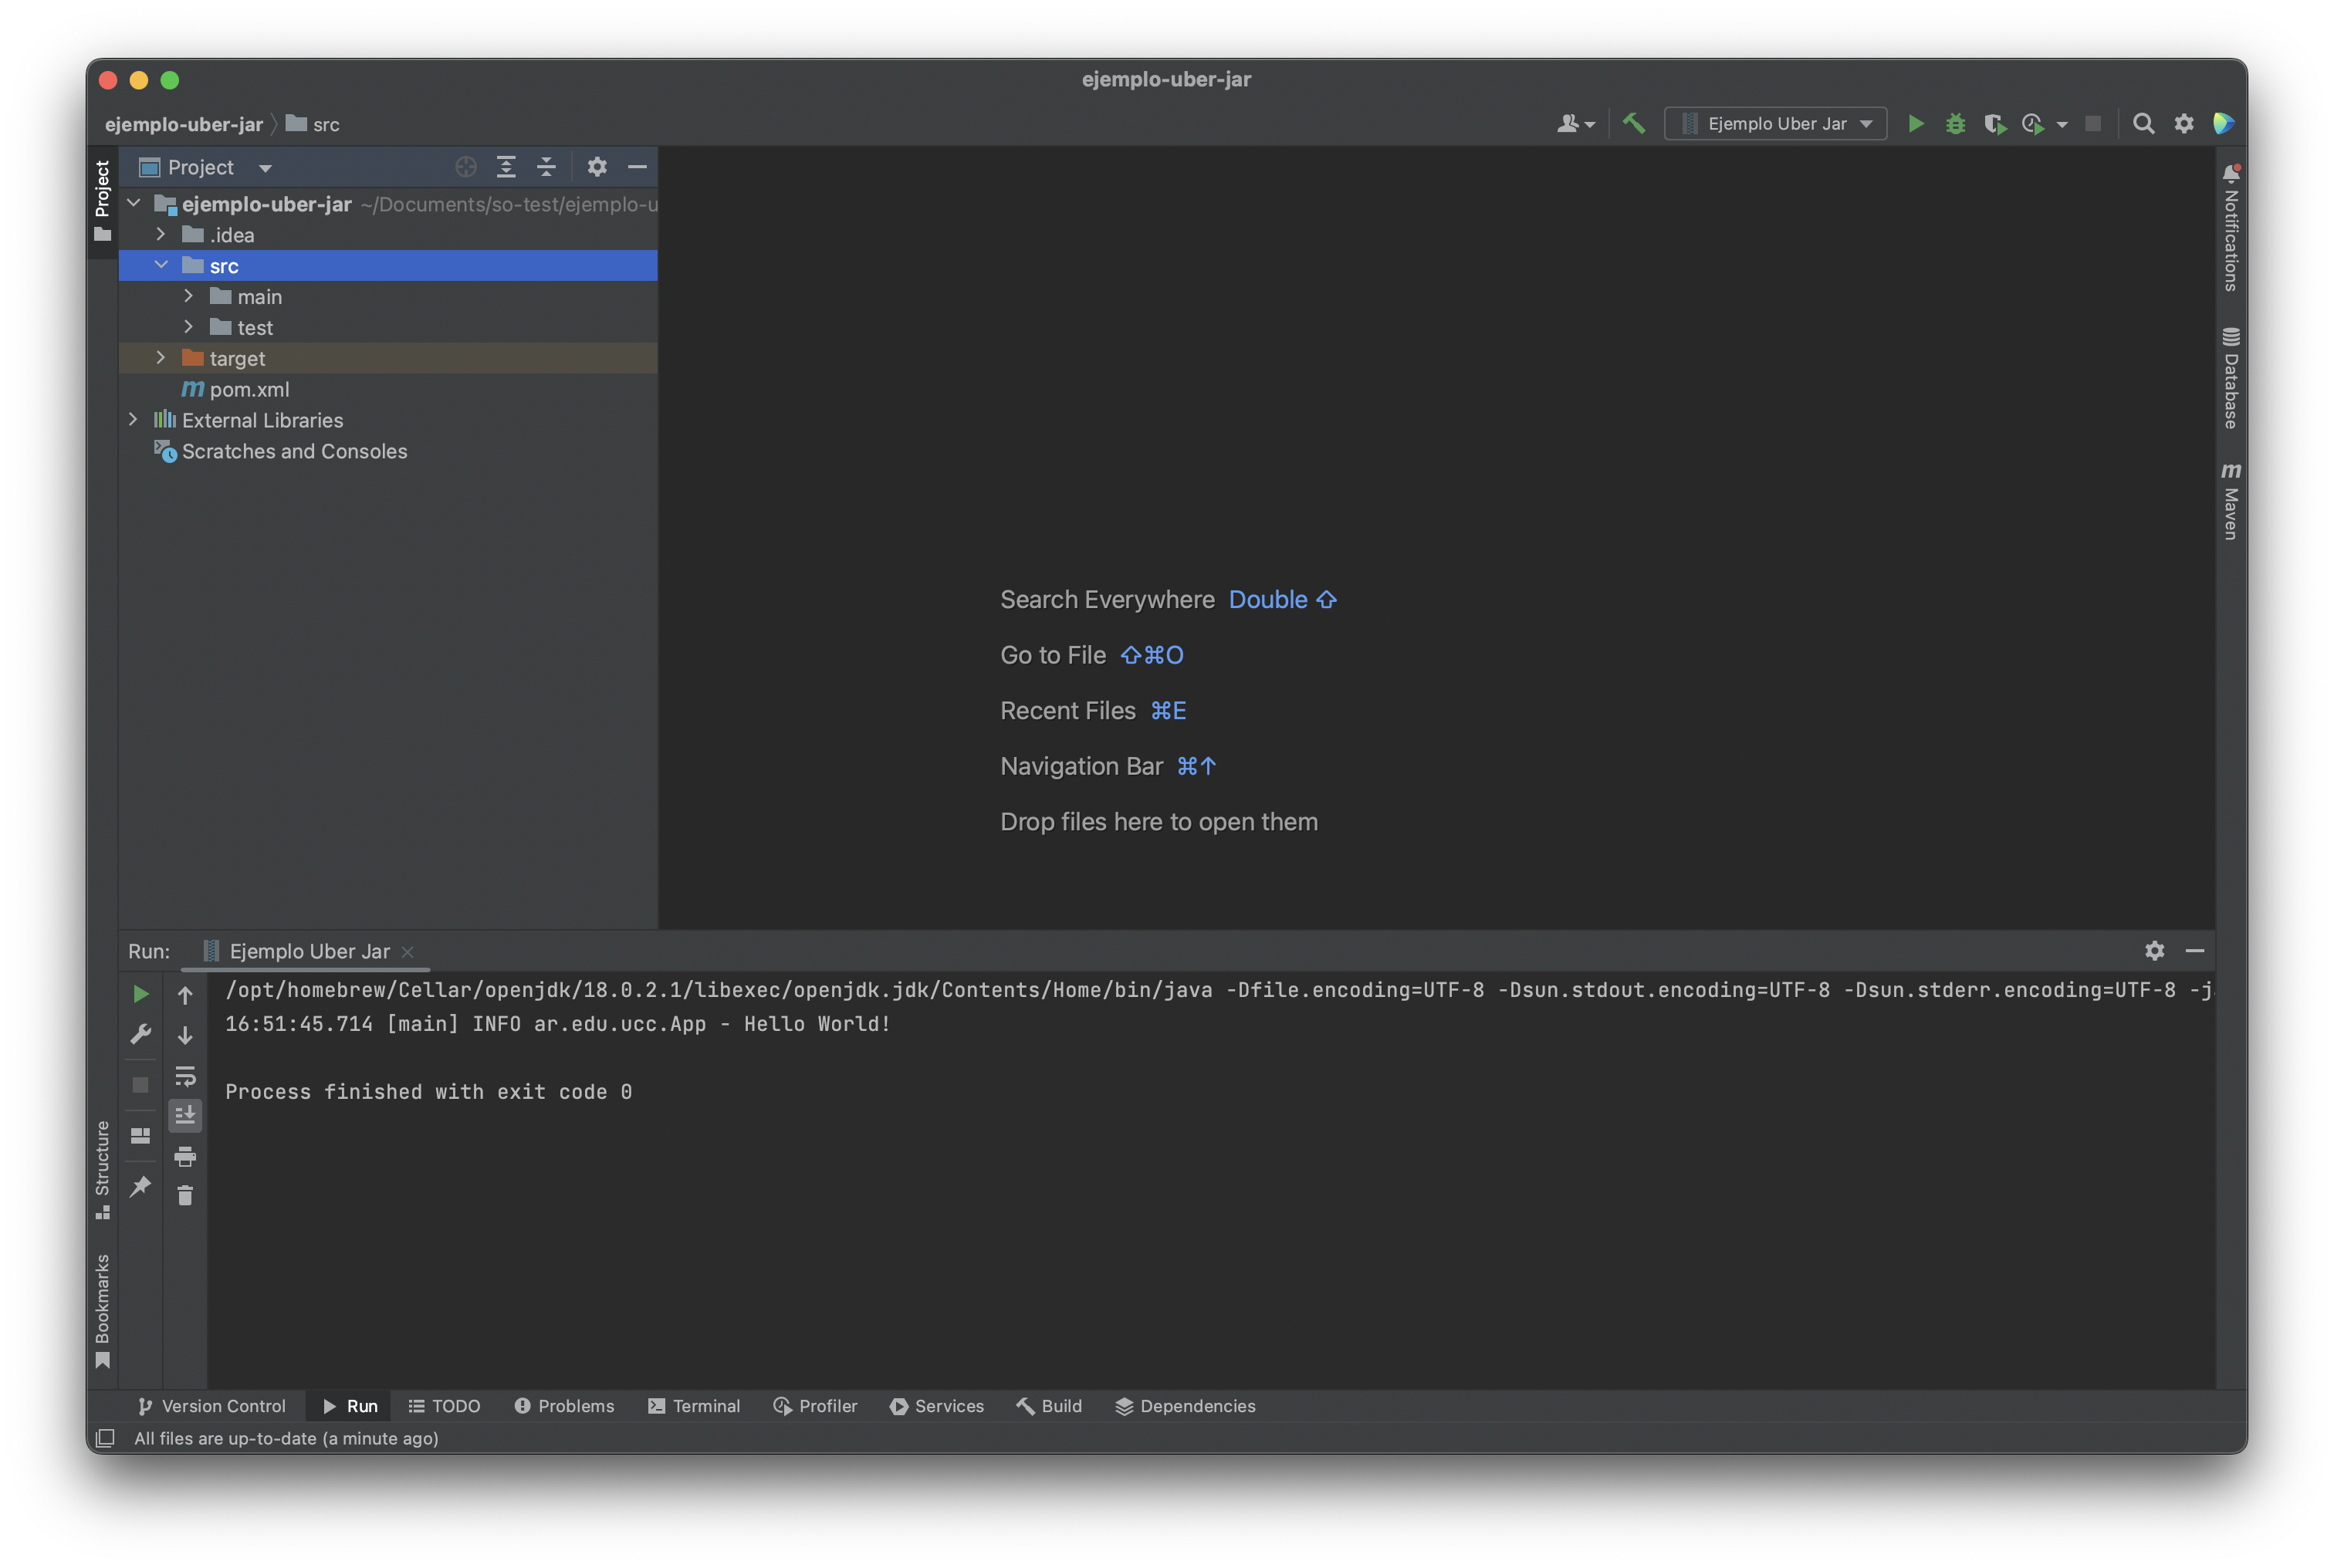 ejemplo-uber-jar
ejemplo-uber-jar
src
Ejemplo Uber Jar
Project
Project
ejemplo-uber-jar ~/Documents/so-test/ejemplo-u
.idea
src
main
test
target
m pom.xml
External Libraries
Scratches and Consoles
Notifications
Database
m Maven
Search Everywhere Double ⇧
Go to File ⇧⌘O
Recent Files ⌘E
Navigation Bar ⌘↑
Drop files here to open them
Run: Ejemplo Uber Jar
/opt/homebrew/Cellar/openjdk/18.0.2.1/libexec/openjdk.jdk/Contents/Home/bin/java -Dfile.encoding=UTF-8 -Dsun.stdout.encoding=UTF-8 -Dsun.stderr.encoding=UTF-8 -j
16:51:45.714 [main] INFO ar.edu.ucc.App - Hello World!
Process finished with exit code 0
Structure
Bookmarks
Version Control Run TODO Problems Terminal Profiler Services Build Dependencies
All files are up-to-date (a minute ago)